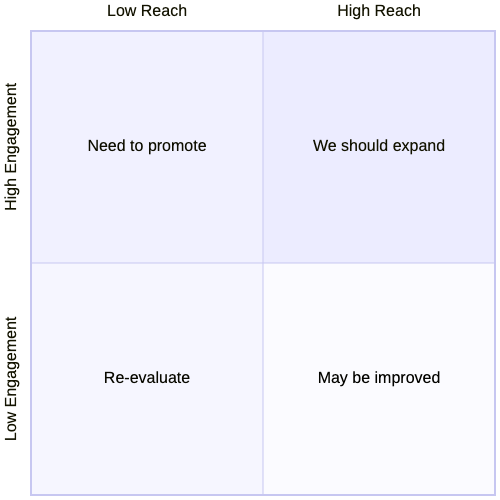 Low Reach
High Reach
High Engagement
Need to promote
We should expand
Low Engagement
Re-evaluate
May be improved